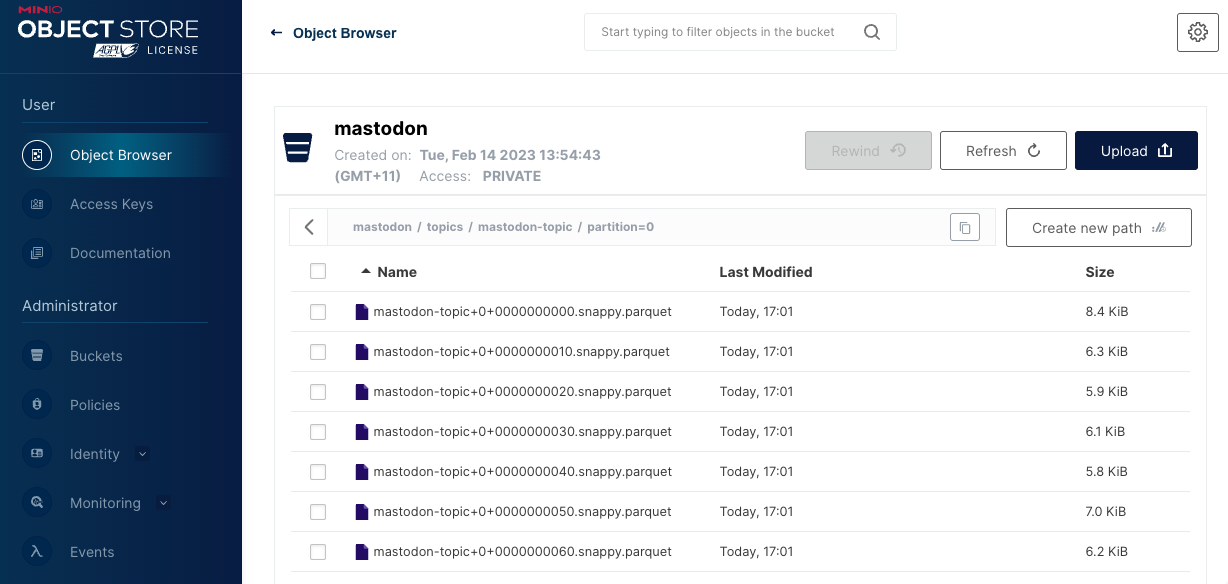 MINIO
OBJECT STORE
AGPLV3 LICENSE
User
Object Browser
Access Keys
Documentation
Administrator
Buckets
Policies
Identity
Monitoring
Events
← Object Browser
Start typing to filter objects in the bucket
mastodon
Created on: Tue, Feb 14 2023 13:54:43
(GMT+11) Access: PRIVATE
Rewind
Refresh
Upload
mastodon / topics / mastodon-topic / partition=0
Create new path
Name Last Modified Size
mastodon-topic+0+0000000000.snappy.parquet Today, 17:01 8.4 KiB
mastodon-topic+0+0000000010.snappy.parquet Today, 17:01 6.3 KiB
mastodon-topic+0+0000000020.snappy.parquet Today, 17:01 5.9 KiB
mastodon-topic+0+0000000030.snappy.parquet Today, 17:01 6.1 KiB
mastodon-topic+0+0000000040.snappy.parquet Today, 17:01 5.8 KiB
mastodon-topic+0+0000000050.snappy.parquet Today, 17:01 7.0 KiB
mastodon-topic+0+0000000060.snappy.parquet Today, 17:01 6.2 KiB